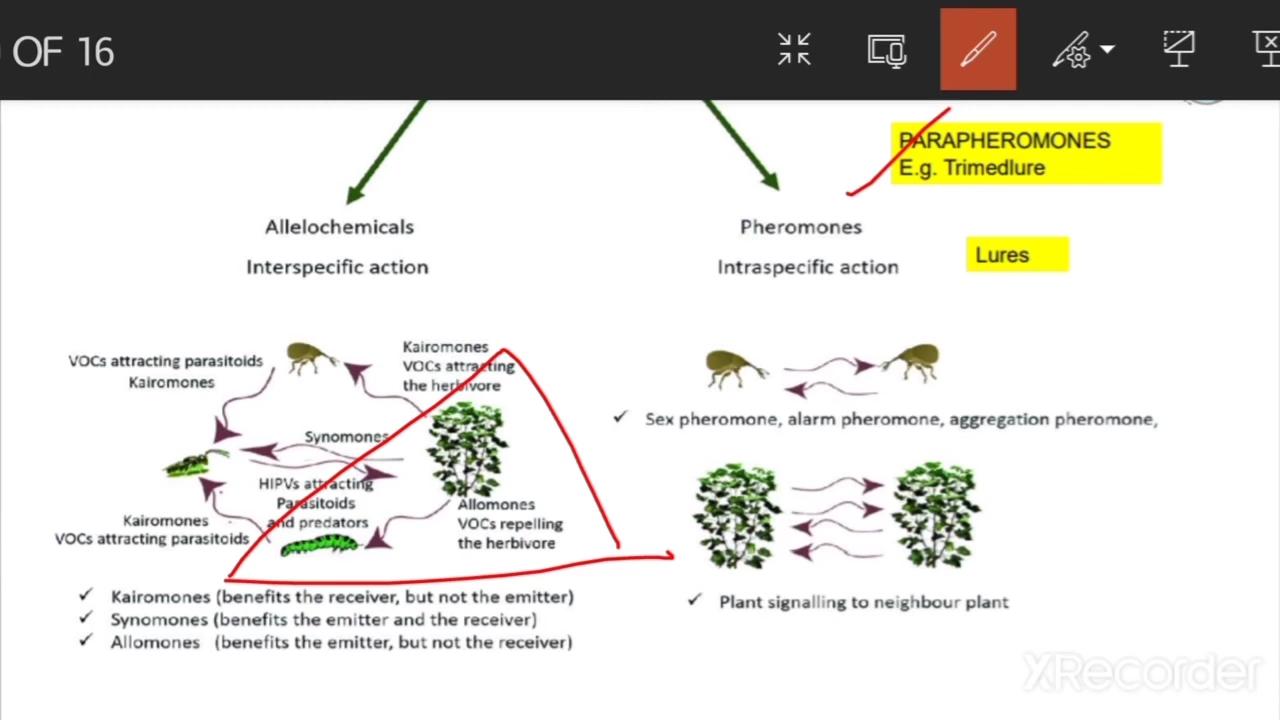 OF 16
PARAPHEROMONES
E.g. Trimedlure
Allelochemicals
Interspecific action
Pheromones
Intraspecific action
Lures
VOCs attracting parasitoids
Kairomones
Kairomones
VOCs attracting
the herbivore
Synomones
HIPVs attracting
Parasitoids
and predators
Kairomones
VOCs attracting parasitoids
Allomones
VOCs repelling
the herbivore
✓ Kairomones (benefits the receiver, but not the emitter)
✓ Synomones (benefits the emitter and the receiver)
✓ Allomones (benefits the emitter, but not the receiver)
✓ Sex pheromone, alarm pheromone, aggregation pheromone,
✓ Plant signalling to neighbour plant
XRecorder